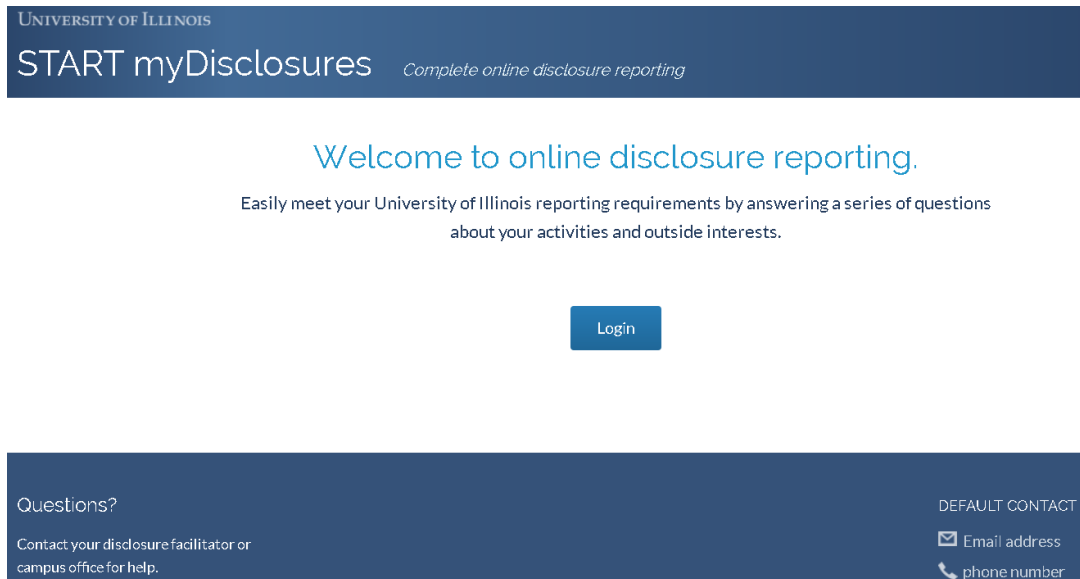 UNIVERSITY OF ILLINOIS
START myDisclosures Complete online disclosure reporting
Welcome to online disclosure reporting.
Easily meet your University of Illinois reporting requirements by answering a series of questions
about your activities and outside interests.
Login
Questions?
Contact your disclosure facilitator or
campus office for help.
DEFAULT CONTACT
Email address
phone number